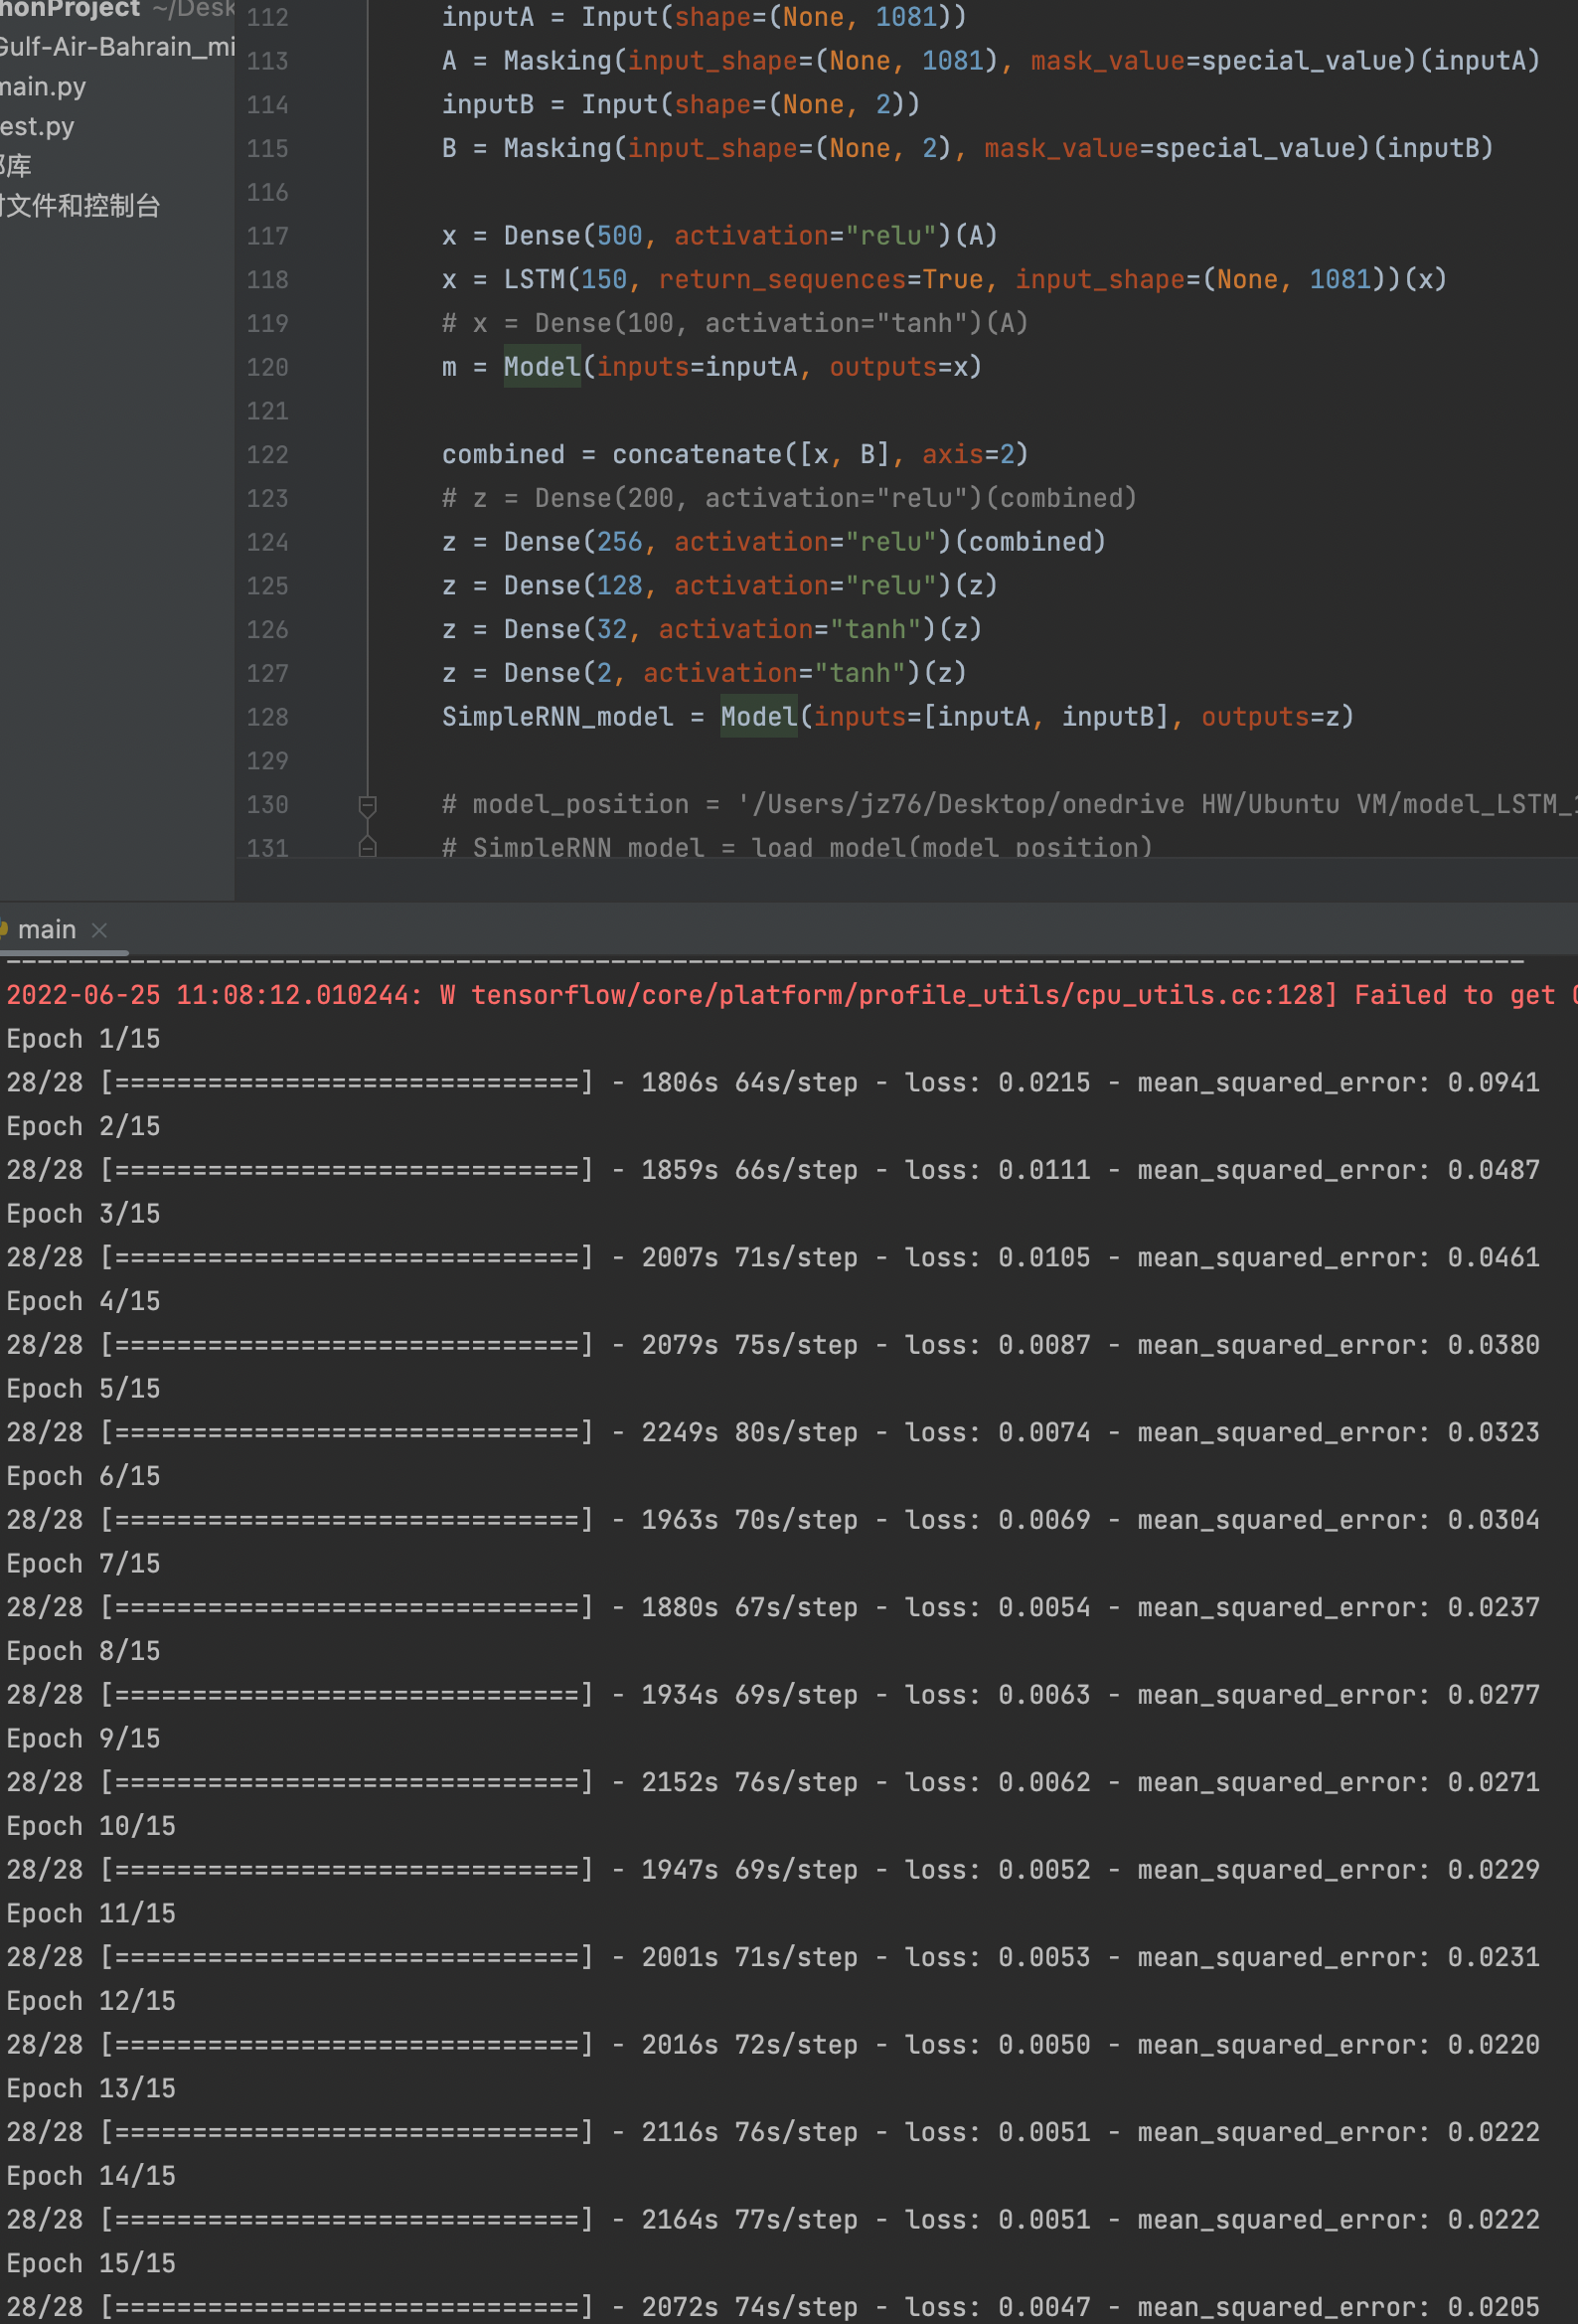 honProject ~/Desk
Gulf-Air-Bahrain_mi
main.py
est.py
部库
文件和控制台
112 inputA = Input(shape=(None, 1081))
113 A = Masking(input_shape=(None, 1081), mask_value=special_value)(inputA)
114 inputB = Input(shape=(None, 2))
115 B = Masking(input_shape=(None, 2), mask_value=special_value)(inputB)
116
117 x = Dense(500, activation="relu")(A)
118 x = LSTM(150, return_sequences=True, input_shape=(None, 1081))(x)
119 # x = Dense(100, activation="tanh")(A)
120 m = Model(inputs=inputA, outputs=x)
121
122 combined = concatenate([x, B], axis=2)
123 # z = Dense(200, activation="relu")(combined)
124 z = Dense(256, activation="relu")(combined)
125 z = Dense(128, activation="relu")(z)
126 z = Dense(32, activation="tanh")(z)
127 z = Dense(2, activation="tanh")(z)
128 SimpleRNN_model = Model(inputs=[inputA, inputB], outputs=z)
129
130 # model_position = '/Users/jz76/Desktop/onedrive HW/Ubuntu VM/model_LSTM_1
131 # SimpleRNN_model = load_model(model_position)
main ×
2022-06-25 11:08:12.010244: W tensorflow/core/platform/profile_utils/cpu_utils.cc:128] Failed to get C
Epoch 1/15
28/28 [==============================] - 1806s 64s/step - loss: 0.0215 - mean_squared_error: 0.0941
Epoch 2/15
28/28 [==============================] - 1859s 66s/step - loss: 0.0111 - mean_squared_error: 0.0487
Epoch 3/15
28/28 [==============================] - 2007s 71s/step - loss: 0.0105 - mean_squared_error: 0.0461
Epoch 4/15
28/28 [==============================] - 2079s 75s/step - loss: 0.0087 - mean_squared_error: 0.0380
Epoch 5/15
28/28 [==============================] - 2249s 80s/step - loss: 0.0074 - mean_squared_error: 0.0323
Epoch 6/15
28/28 [==============================] - 1963s 70s/step - loss: 0.0069 - mean_squared_error: 0.0304
Epoch 7/15
28/28 [==============================] - 1880s 67s/step - loss: 0.0054 - mean_squared_error: 0.0237
Epoch 8/15
28/28 [==============================] - 1934s 69s/step - loss: 0.0063 - mean_squared_error: 0.0277
Epoch 9/15
28/28 [==============================] - 2152s 76s/step - loss: 0.0062 - mean_squared_error: 0.0271
Epoch 10/15
28/28 [==============================] - 1947s 69s/step - loss: 0.0052 - mean_squared_error: 0.0229
Epoch 11/15
28/28 [==============================] - 2001s 71s/step - loss: 0.0053 - mean_squared_error: 0.0231
Epoch 12/15
28/28 [==============================] - 2016s 72s/step - loss: 0.0050 - mean_squared_error: 0.0220
Epoch 13/15
28/28 [==============================] - 2116s 76s/step - loss: 0.0051 - mean_squared_error: 0.0222
Epoch 14/15
28/28 [==============================] - 2164s 77s/step - loss: 0.0051 - mean_squared_error: 0.0222
Epoch 15/15
28/28 [==============================] - 2072s 74s/step - loss: 0.0047 - mean_squared_error: 0.0205